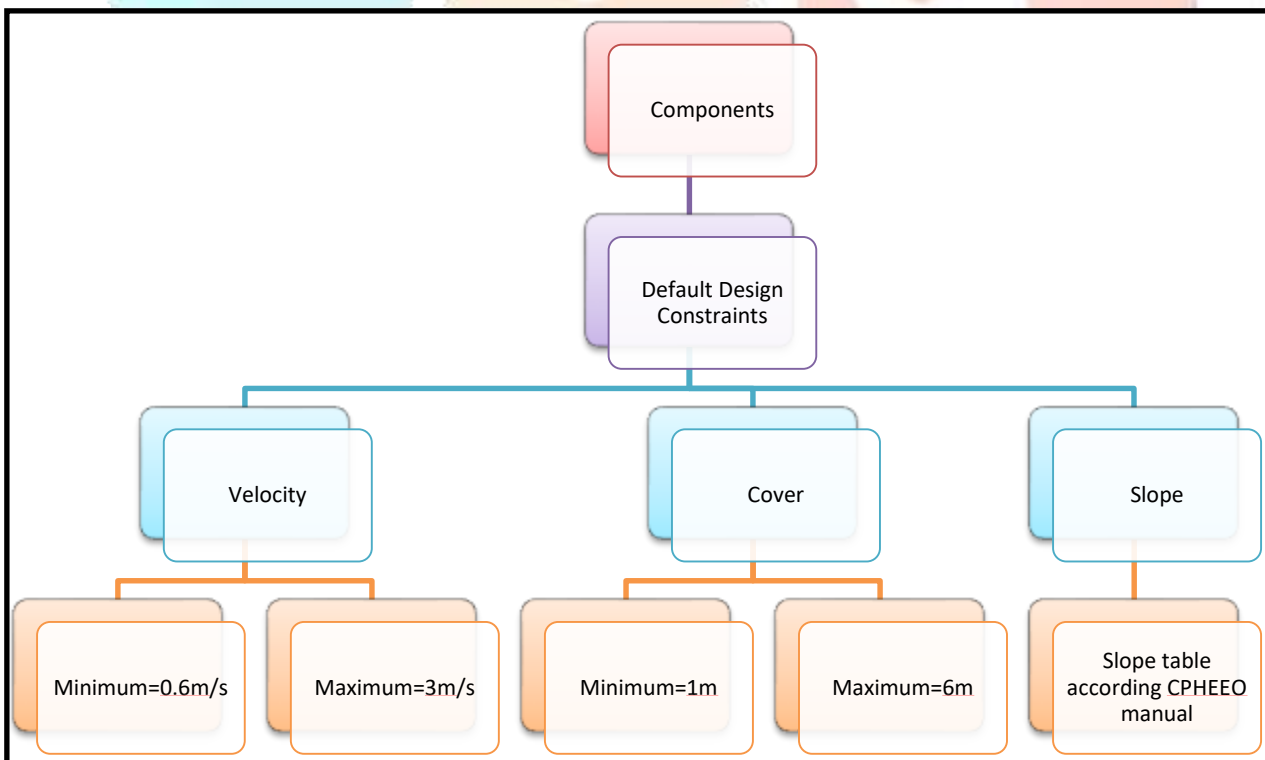 Components
Default Design
Constraints
Velocity
Cover
Slope
Minimum=0.6m/s
Maximum=3m/s
Minimum=1m
Maximum=6m
Slope table
according CPHEEO
manual